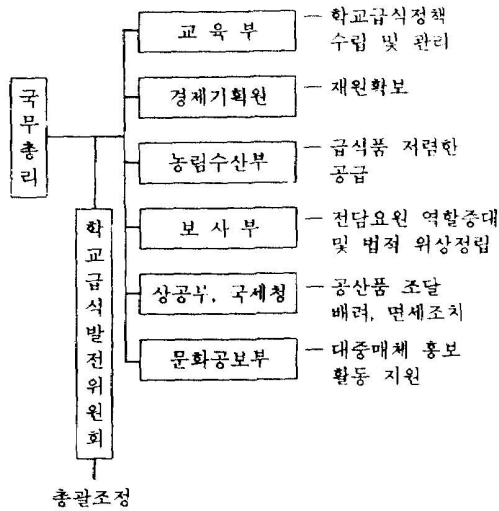 국무총리
학교급식발전위원회
총괄조정
교 육 부
─ 학교급식정책
수립 및 관리
경제기획원
─ 재원확보
농림수산부
─ 급식품 저렴한
공급
보 사 부
─ 전담요원 역할증대
및 법적 위상정립
상공부, 국세청
─ 공산품 조달
배려, 면세조치
문화공보부
─ 대중매체 홍보
활동 지원